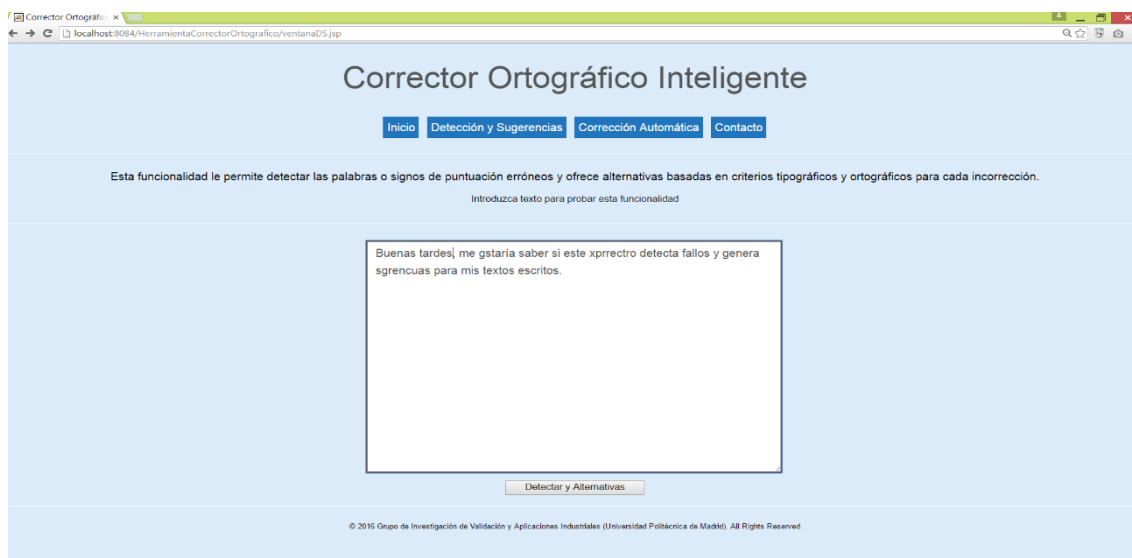 Corrector Ortográfic ×
localhost:8084/HerramientaCorrectorOrtografico/ventanaDS.jsp
Corrector Ortográfico Inteligente
Inicio Detección y Sugerencias Corrección Automática Contacto
Esta funcionalidad le permite detectar las palabras o signos de puntuación erróneos y ofrece alternativas basadas en criterios tipográficos y ortográficos para cada incorrección.
Introduzca texto para probar esta funcionalidad
Buenas tardes, me gstaría saber si este xprrectro detecta fallos y genera
sgrencuas para mis textos escritos.
Detectar y Alternativas
© 2016 Grupo de Investigación de Validación y Aplicaciones Industriales (Universidad Politécnica de Madrid). All Rights Reserved